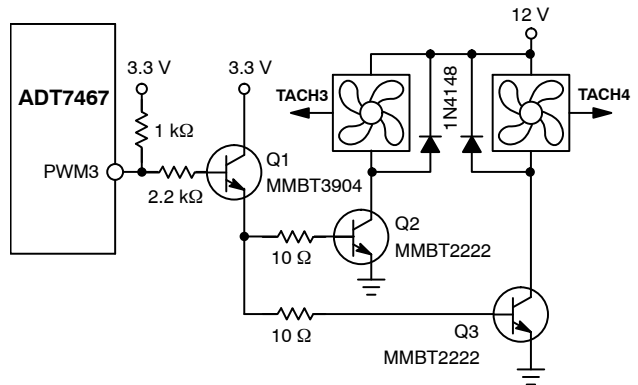 12 V
3.3 V
3.3 V
ADT7467
TACH3
1N4148
TACH4
1 kΩ
Q1
PWM3
MMBT3904
2.2 kΩ
Q2
MMBT2222
10 Ω
10 Ω
Q3
MMBT2222